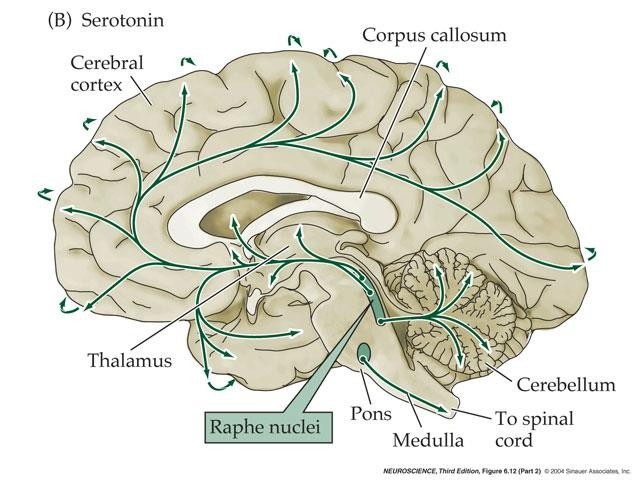 (B) Serotonin
Corpus callosum
Cerebral
cortex
Thalamus
Raphe nuclei
Pons
Medulla
Cerebellum
To spinal
cord
NEUROSCIENCE, Third Edition, Figure 6.12 (Part 2) © 2004 Sinauer Associates, Inc.